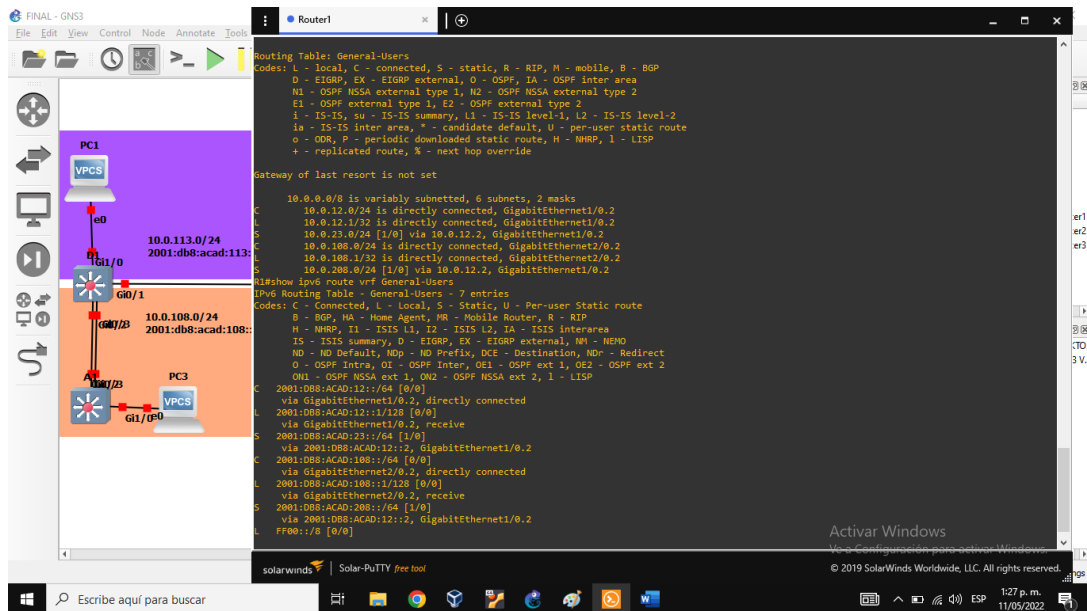 FINAL - GNS3
File Edit View Control Node Annotate Tools
Router1
PC1
VPCS
e0
10.0.113.0/24
2001:db8:acad:113:
Gi1/0
Gi0/1
10.0.108.0/24
2001:db8:acad:108::
PC3
VPCS
Gi1/0
e0
Routing Table: General-Users
Codes: L - local, C - connected, S - static, R - RIP, M - mobile, B - BGP
D - EIGRP, EX - EIGRP external, O - OSPF, IA - OSPF inter area
N1 - OSPF NSSA external type 1, N2 - OSPF NSSA external type 2
E1 - OSPF external type 1, E2 - OSPF external type 2
i - IS-IS, su - IS-IS summary, L1 - IS-IS level-1, L2 - IS-IS level-2
ia - IS-IS inter area, * - candidate default, U - per-user static route
o - ODR, P - periodic downloaded static route, H - NHRP, l - LISP
+ - replicated route, % - next hop override
Gateway of last resort is not set
10.0.0.0/8 is variably subnetted, 6 subnets, 2 masks
C 10.0.12.0/24 is directly connected, GigabitEthernet1/0.2
L 10.0.12.1/32 is directly connected, GigabitEthernet1/0.2
S 10.0.23.0/24 [1/0] via 10.0.12.2, GigabitEthernet1/0.2
C 10.0.108.0/24 is directly connected, GigabitEthernet2/0.2
L 10.0.108.1/32 is directly connected, GigabitEthernet2/0.2
S 10.0.208.0/24 [1/0] via 10.0.12.2, GigabitEthernet1/0.2
R1#show ipv6 route vrf General-Users
IPv6 Routing Table - General-Users - 7 entries
Codes: C - Connected, L - Local, S - Static, U - Per-user Static route
B - BGP, HA - Home Agent, MR - Mobile Router, R - RIP
H - NHRP, I1 - ISIS L1, I2 - ISIS L2, IA - ISIS interarea
IS - ISIS summary, D - EIGRP, EX - EIGRP external, NM - NEMO
ND - ND Default, NDp - ND Prefix, DCE - Destination, NDr - Redirect
O - OSPF Intra, OI - OSPF Inter, OE1 - OSPF ext 1, OE2 - OSPF ext 2
ON1 - OSPF NSSA ext 1, ON2 - OSPF NSSA ext 2, l - LISP
C 2001:DB8:ACAD:12::/64 [0/0]
via GigabitEthernet1/0.2, directly connected
L 2001:DB8:ACAD:12::1/128 [0/0]
via GigabitEthernet1/0.2, receive
S 2001:DB8:ACAD:23::/64 [1/0]
via 2001:DB8:ACAD:12::2, GigabitEthernet1/0.2
C 2001:DB8:ACAD:108::/64 [0/0]
via GigabitEthernet2/0.2, directly connected
L 2001:DB8:ACAD:108::1/128 [0/0]
via GigabitEthernet2/0.2, receive
S 2001:DB8:ACAD:208::/64 [1/0]
via 2001:DB8:ACAD:12::2, GigabitEthernet1/0.2
L FF00::/8 [0/0]
Activar Windows
Ve a Configuración para activar Windows.
solarwinds Solar-PuTTY free tool
© 2019 SolarWinds Worldwide, LLC. All rights reserved.
Escribe aquí para buscar
ESP
1:27 p. m.
11/05/2022